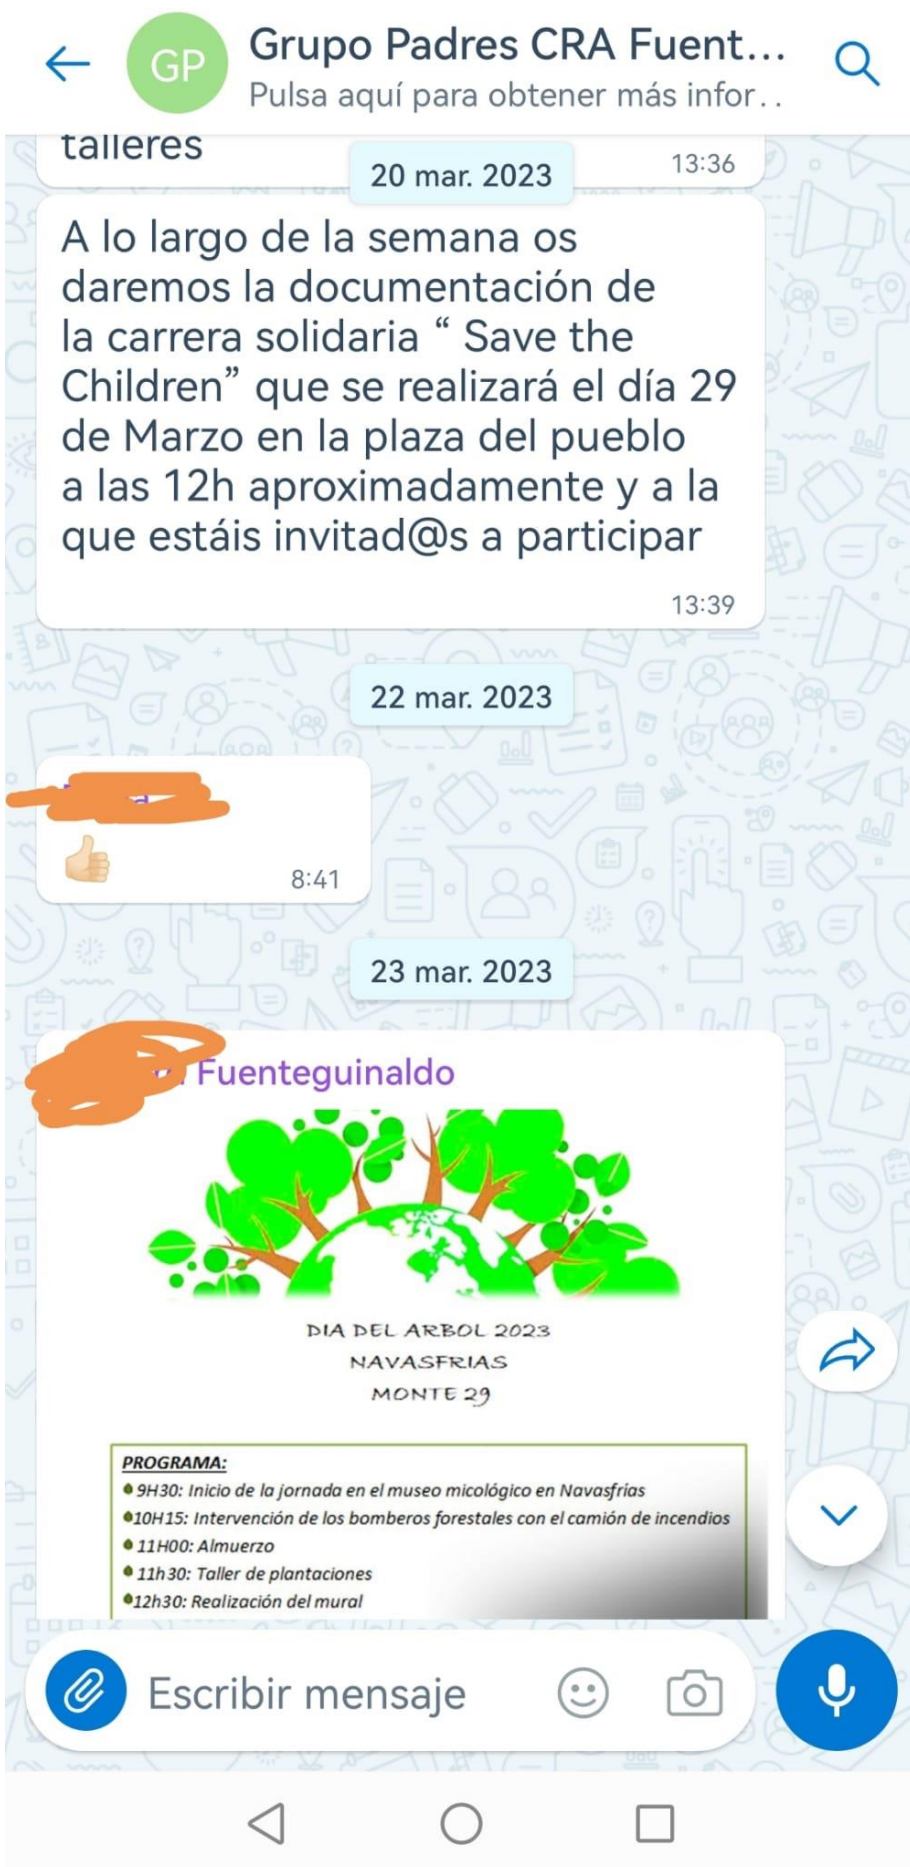 GP
Grupo Padres CRA Fuent...
Pulsa aquí para obtener más infor..
talleres
13:36
20 mar. 2023
A lo largo de la semana os
daremos la documentación de
la carrera solidaria “ Save the
Children” que se realizará el día 29
de Marzo en la plaza del pueblo
a las 12h aproximadamente y a la
que estáis invitad@s a participar
13:39
22 mar. 2023
8:41
23 mar. 2023
Fuenteguinaldo
DIA DEL ARBOL 2023
NAVASFRIAS
MONTE 29
PROGRAMA:
9H30: Inicio de la jornada en el museo micológico en Navasfrías
10H15: Intervención de los bomberos forestales con el camión de incendios
11H00: Almuerzo
11h30: Taller de plantaciones
12h30: Realización del mural
Escribir mensaje